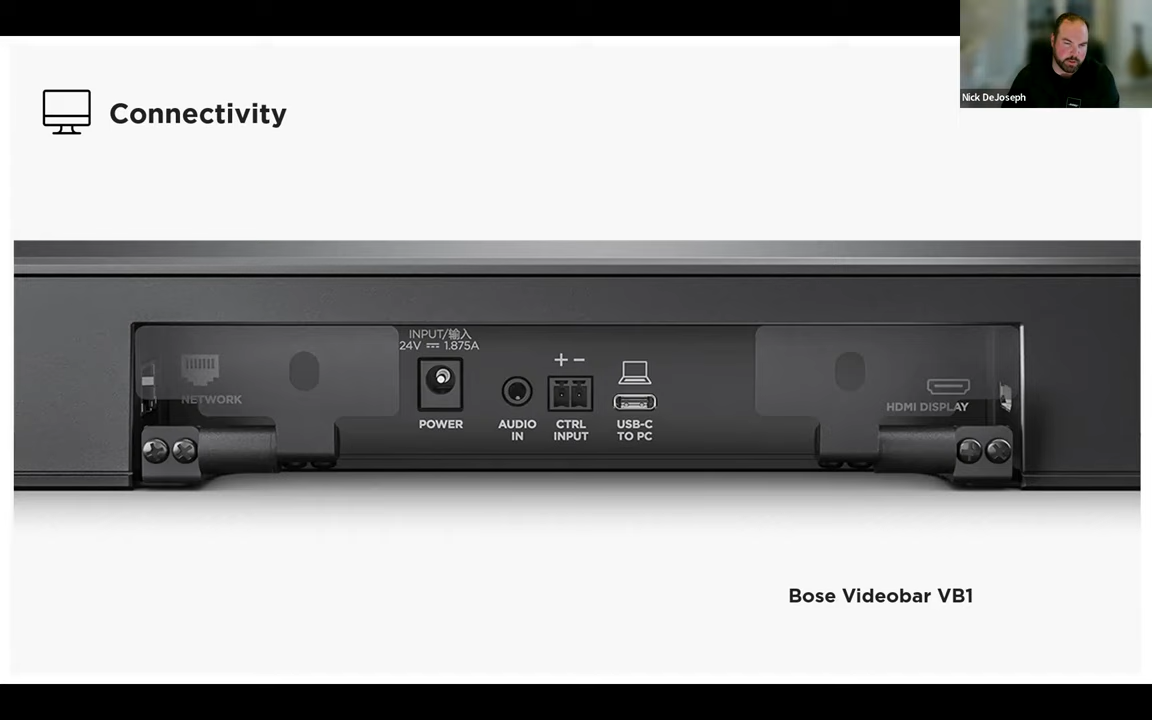 Nick DeJoseph
Connectivity
INPUT/输入
24V 1.875A
NETWORK
POWER
AUDIO
IN
CTRL
INPUT
USB-C
TO PC
HDMI DISPLAY
+ −
Bose Videobar VB1